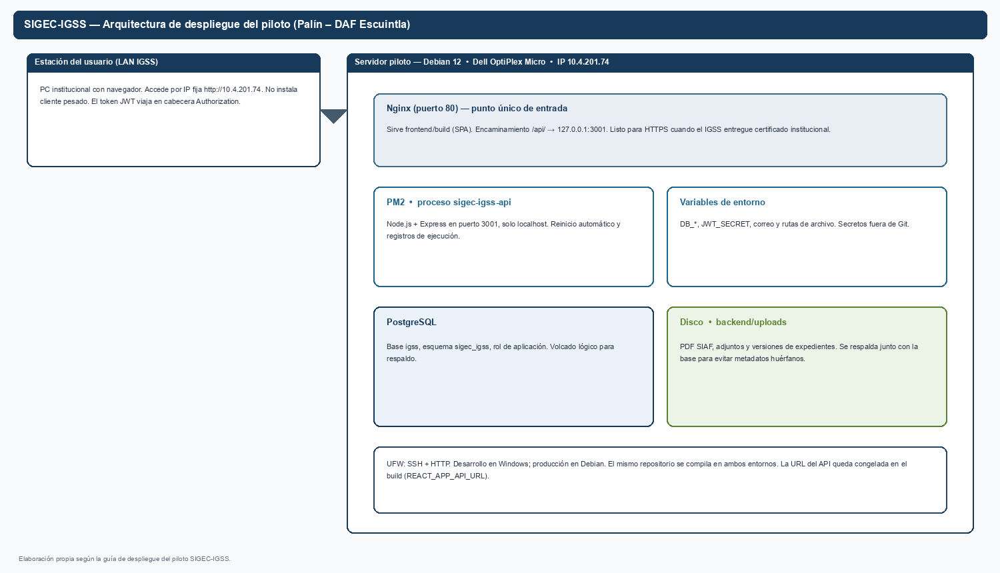 SIGEC-IGSS — Arquitectura de despliegue del piloto (Palín – DAF Escuintla)
Estación del usuario (LAN IGSS)
PC institucional con navegador. Accede por IP fija http://10.4.201.74. No instala
cliente pesado. El token JWT viaja en cabecera Authorization.
Servidor piloto — Debian 12 • Dell OptiPlex Micro • IP 10.4.201.74
Nginx (puerto 80) — punto único de entrada
Sirve frontend/build (SPA). Encaminamiento /api/ → 127.0.0.1:3001. Listo para HTTPS cuando el IGSS entregue certificado institucional.
PM2 • proceso sigec-igss-api
Node.js + Express en puerto 3001, solo localhost. Reinicio automático y
registros de ejecución.
Variables de entorno
DB_*, JWT_SECRET, correo y rutas de archivo. Secretos fuera de Git.
PostgreSQL
Base igss, esquema sigec_igss, rol de aplicación. Volcado lógico para
respaldo.
Disco • backend/uploads
PDF SIAF, adjuntos y versiones de expedientes. Se respalda junto con la
base para evitar metadatos huérfanos.
UFW: SSH + HTTP. Desarrollo en Windows; producción en Debian. El mismo repositorio se compila en ambos entornos. La URL del API queda congelada en el
build (REACT_APP_API_URL).
Elaboración propia según la guía de despliegue del piloto SIGEC-IGSS.